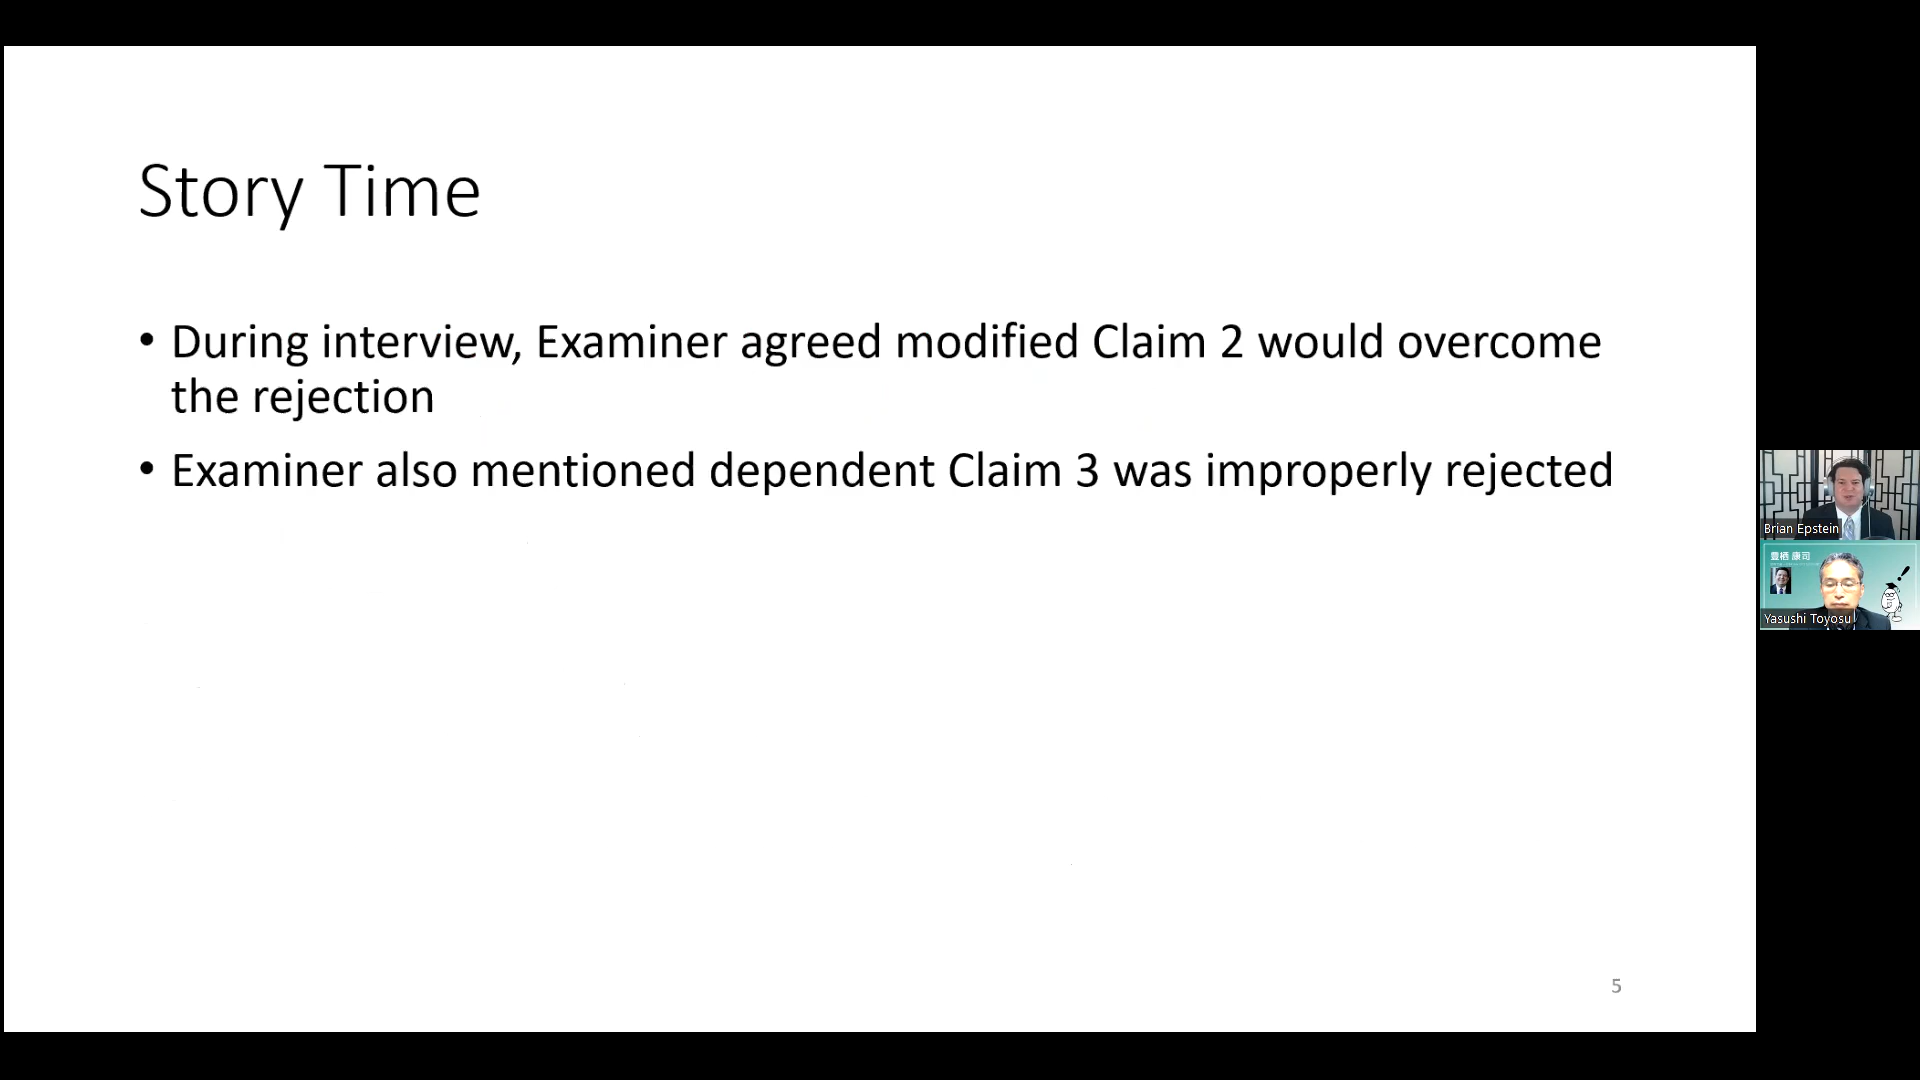 Story Time
• During interview, Examiner agreed modified Claim 2 would overcome
the rejection
• Examiner also mentioned dependent Claim 3 was improperly rejected
5
Brian Epstein
豊栖 康司
Yasushi Toyosu